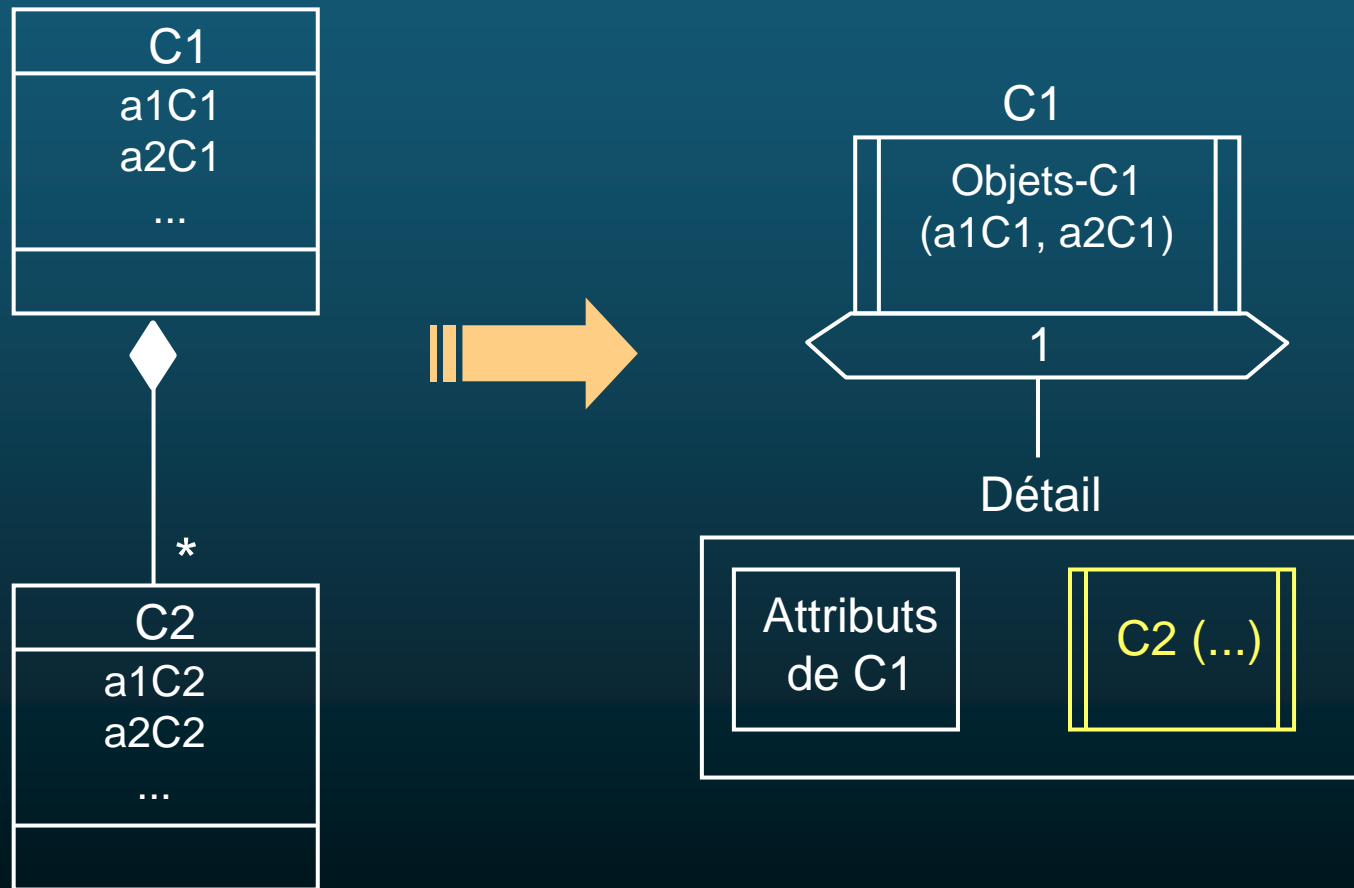 C1
a1C1
a2C1
...
*
C2
a1C2
a2C2
...
C1
Objets-C1
(a1C1, a2C1)
1
Détail
Attributs
de C1
C2 (...)